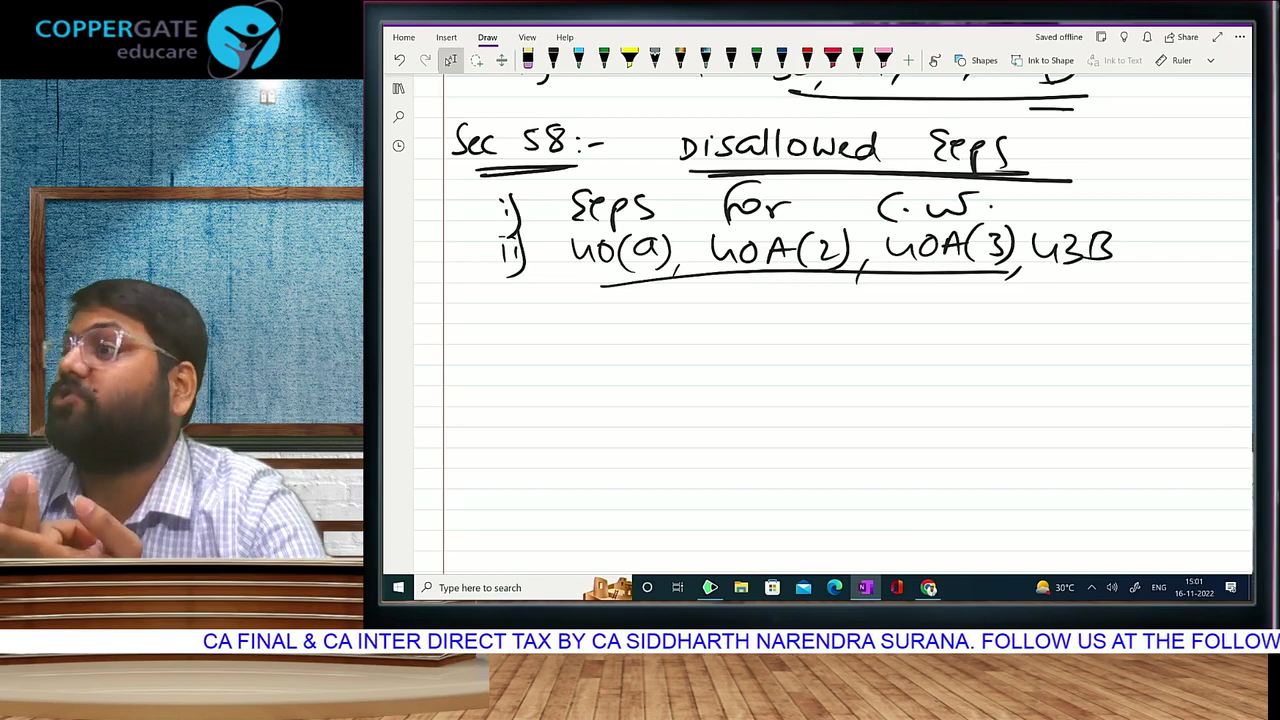 COPPERGATE
educare
Home Insert Draw View Help
Saved offline
Share
Shapes
Ink to Shape
Ink to Text
Ruler
Sec 58:- Disallowed Exps
i) Exps for C.W.
ii) 40(a), 40A(2), 40A(3), 43B
Type here to search
30°C
ENG
15:01
16-11-2022
CA FINAL & CA INTER DIRECT TAX BY CA SIDDHARTH NARENDRA SURANA. FOLLOW US AT THE FOLLOW